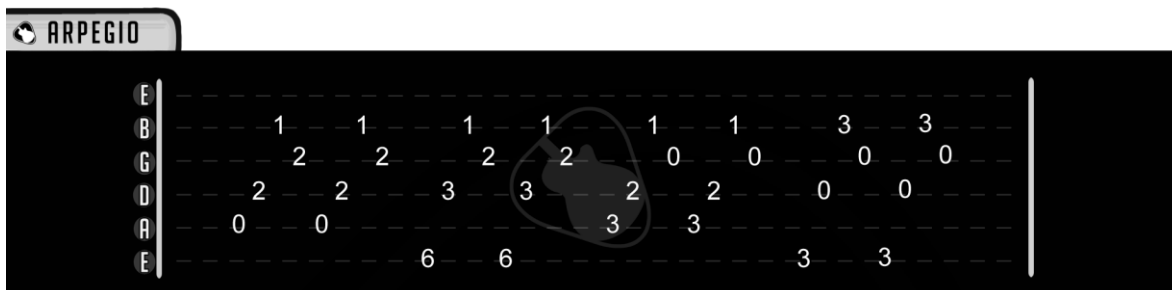 ARPEGIO
E
B 1 1 1 1 1 1 3 3
G 2 2 2 2 0 0 0 0
D 2 2 3 3 2 2 0 0
A 0 0 3 3
E 6 6 3 3